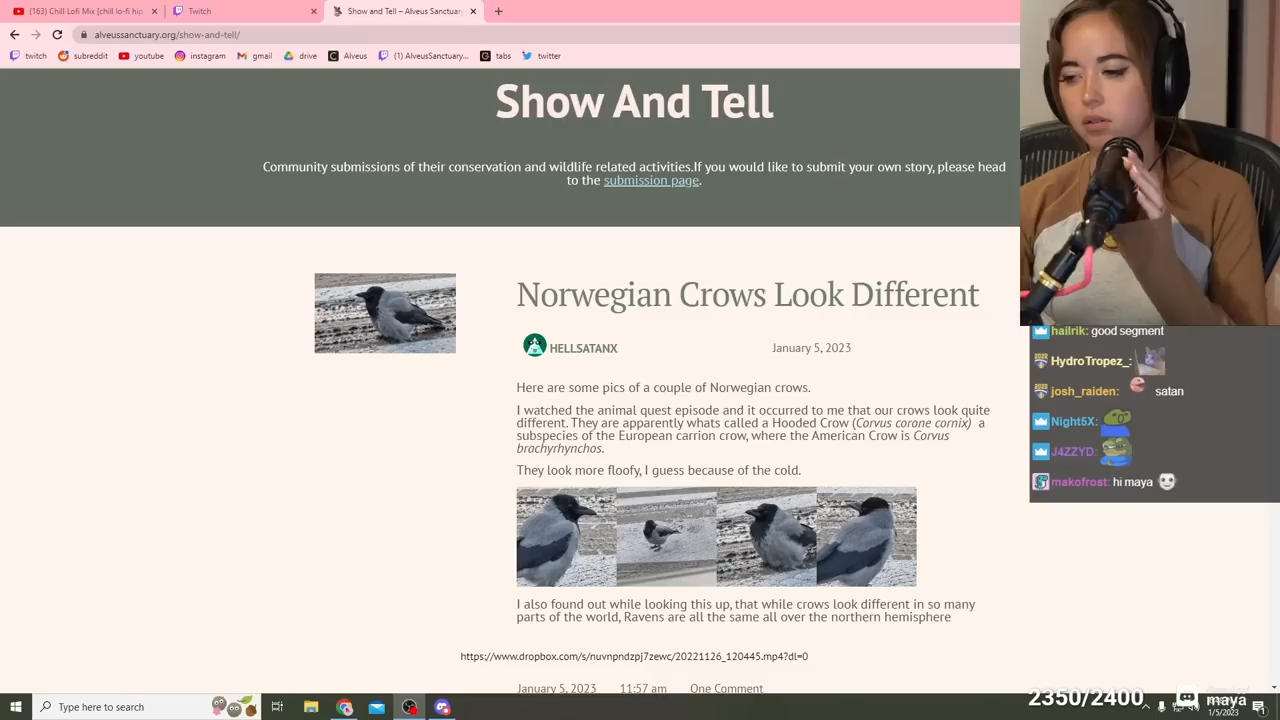 (163) Chill Lofi Mix [chill lo-fi hip
Twitch
Show and Tell – Alveus Sanctuary
alveussanctuary.org/show-and-tell/
twitch
subreddit
youtube
instagram
gmail
drive
Alveus
(1) AlveusSanctuary...
tabs
twitter
Show And Tell
Community submissions of their conservation and wildlife related activities.If you would like to submit your own story, please head
to the submission page.
Norwegian Crows Look Different
HELLSATANX
January 5, 2023
Here are some pics of a couple of Norwegian crows.
I watched the animal quest episode and it occurred to me that our crows look quite
different. They are apparently whats called a Hooded Crow (Corvus corone cornix) a
subspecies of the European carrion crow, where the American Crow is Corvus
brachyrhynchos.
They look more floofy, I guess because of the cold.
I also found out while looking this up, that while crows look different in so many
parts of the world, Ravens are all the same all over the northern hemisphere
https://www.dropbox.com/s/nuvnpndzpj7zewc/20221126_120445.mp4?dl=0
January 5, 2023
11:57 am
One Comment
hailrik: good segment
HydroTropez_:
josh_raiden: satan
Night5X:
J4ZZYD:
makofrost: hi maya
Type here to search
2350/2400
maya
1/5/2023